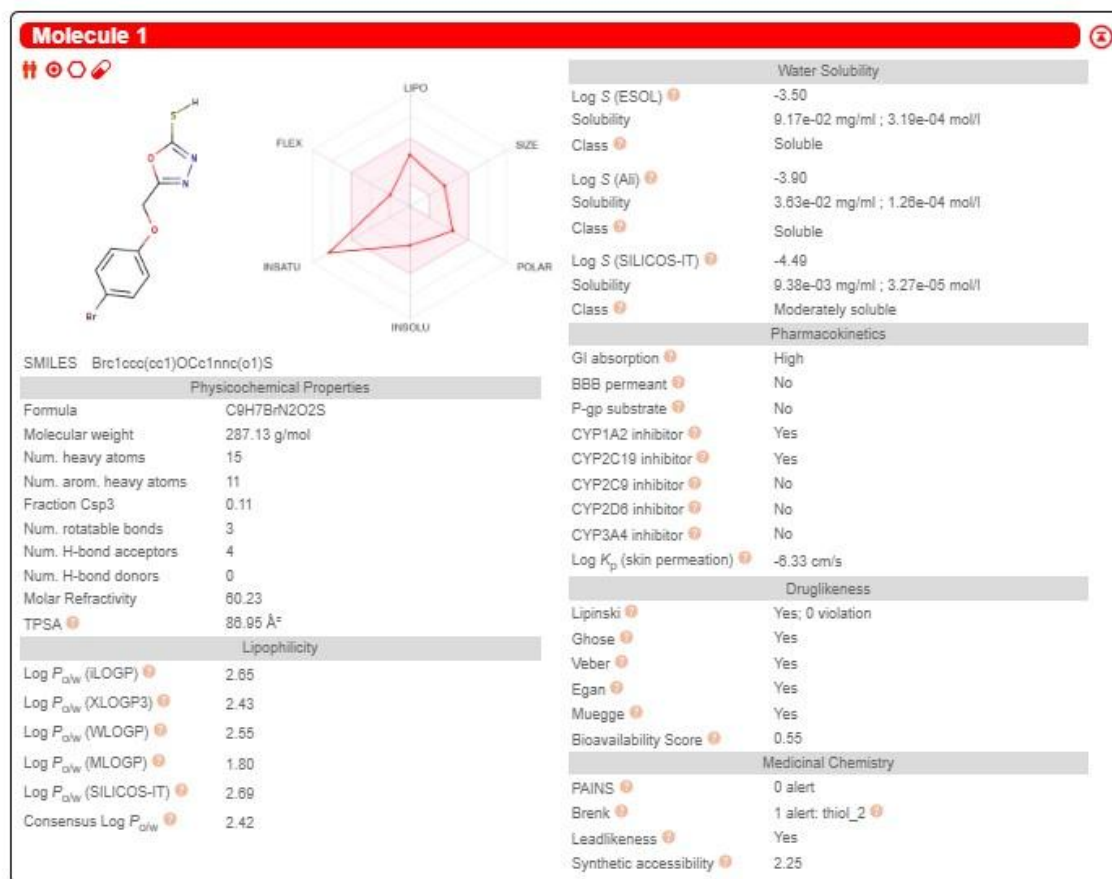 Molecule 1
S H
O N
N
O
Br
LIPO
FLEX
SIZE
INSATU
POLAR
INSOLU
SMILES Brc1ccc(cc1)OCc1nnc(o1)S
Physicochemical Properties
Formula C9H7BrN2O2S
Molecular weight 287.13 g/mol
Num. heavy atoms 15
Num. arom. heavy atoms 11
Fraction Csp3 0.11
Num. rotatable bonds 3
Num. H-bond acceptors 4
Num. H-bond donors 0
Molar Refractivity 60.23
TPSA ? 86.95 Å²
Lipophilicity
Log Po/w (iLOGP) ? 2.65
Log Po/w (XLOGP3) ? 2.43
Log Po/w (WLOGP) ? 2.55
Log Po/w (MLOGP) ? 1.80
Log Po/w (SILICOS-IT) ? 2.69
Consensus Log Po/w ? 2.42
Water Solubility
Log S (ESOL) ? -3.50
Solubility 9.17e-02 mg/ml ; 3.19e-04 mol/l
Class ? Soluble
Log S (Ali) ? -3.90
Solubility 3.63e-02 mg/ml ; 1.26e-04 mol/l
Class ? Soluble
Log S (SILICOS-IT) ? -4.49
Solubility 9.38e-03 mg/ml ; 3.27e-05 mol/l
Class ? Moderately soluble
Pharmacokinetics
GI absorption ? High
BBB permeant ? No
P-gp substrate ? No
CYP1A2 inhibitor ? Yes
CYP2C19 inhibitor ? Yes
CYP2C9 inhibitor ? No
CYP2D6 inhibitor ? No
CYP3A4 inhibitor ? No
Log Kp (skin permeation) ? -6.33 cm/s
Druglikeness
Lipinski ? Yes; 0 violation
Ghose ? Yes
Veber ? Yes
Egan ? Yes
Muegge ? Yes
Bioavailability Score ? 0.55
Medicinal Chemistry
PAINS ? 0 alert
Brenk ? 1 alert: thiol_2 ?
Leadlikeness ? Yes
Synthetic accessibility ? 2.25